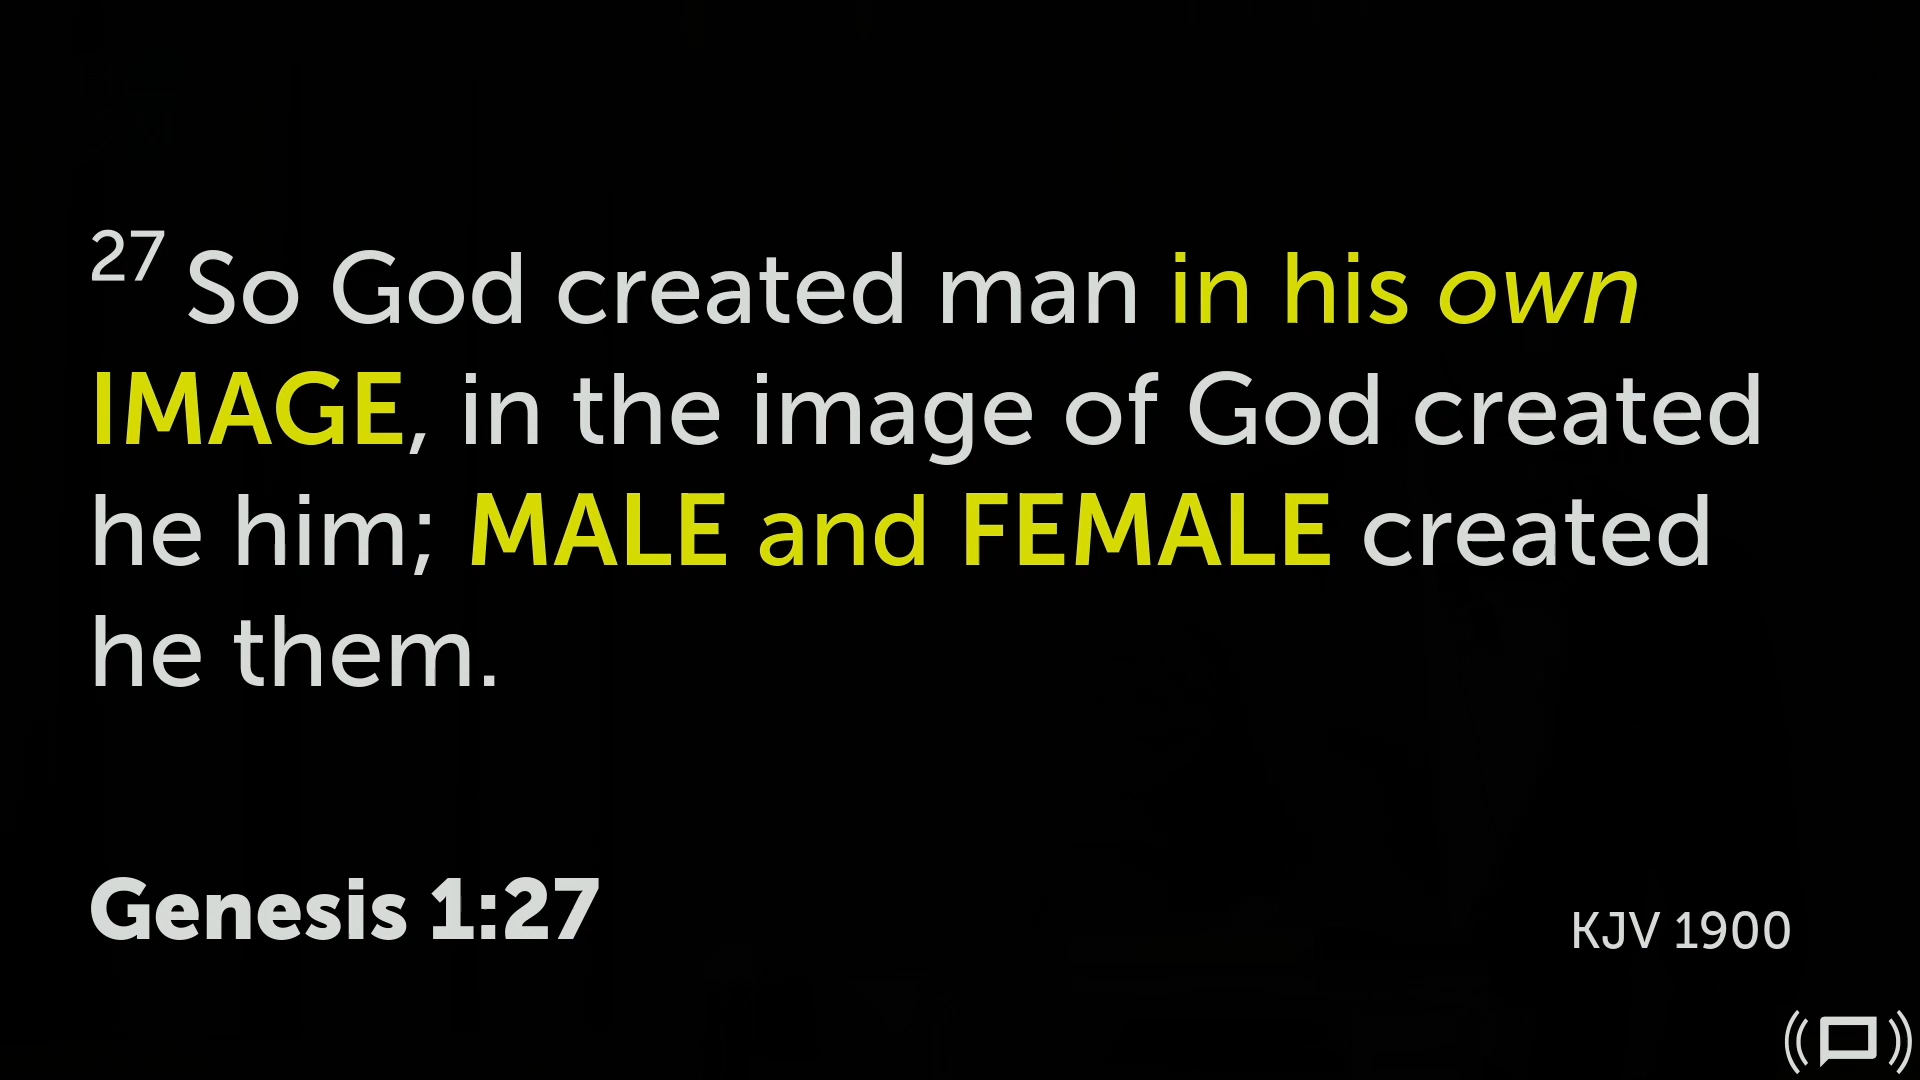 27 So God created man in his own
IMAGE, in the image of God created
he him; MALE and FEMALE created
he them.
Genesis 1:27
KJV 1900